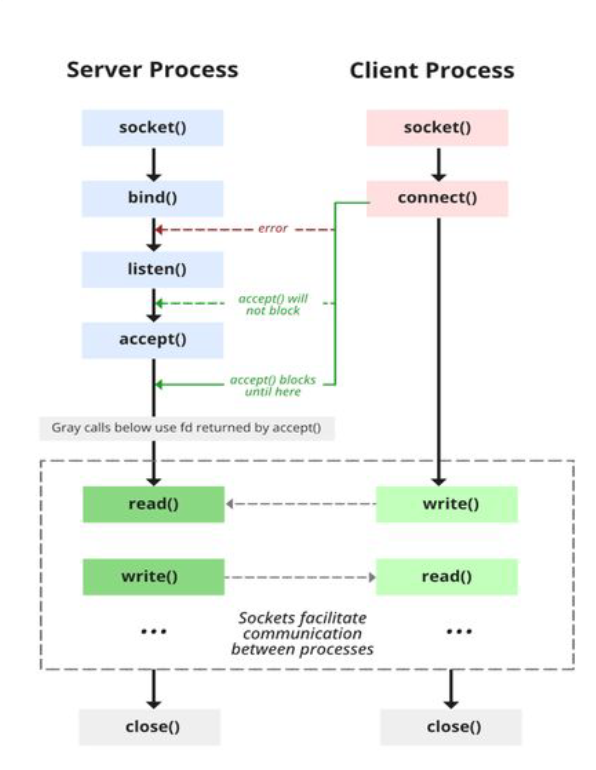 Server Process
Client Process
socket()
socket()
bind()
connect()
error
listen()
accept() will
not block
accept()
accept() blocks
until here
Gray calls below use fd returned by accept()
read()
write()
write()
read()
...
Sockets facilitate
communication
between processes
...
close()
close()